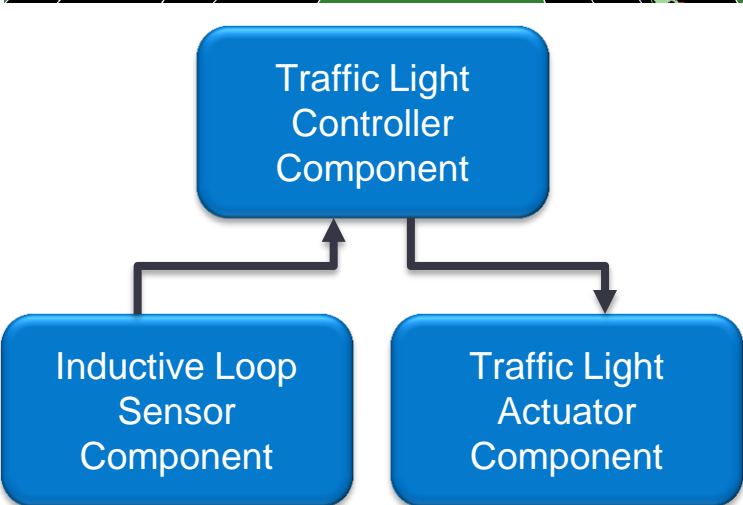 Traffic Light
Controller
Component
Inductive Loop
Sensor
Component
Traffic Light
Actuator
Component